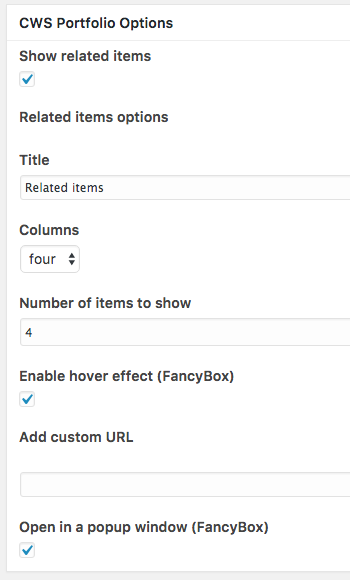 CWS Portfolio Options
Show related items
Related items options
Title
Related items
Columns
four
Number of items to show
4
Enable hover effect (FancyBox)
Add custom URL
Open in a popup window (FancyBox)